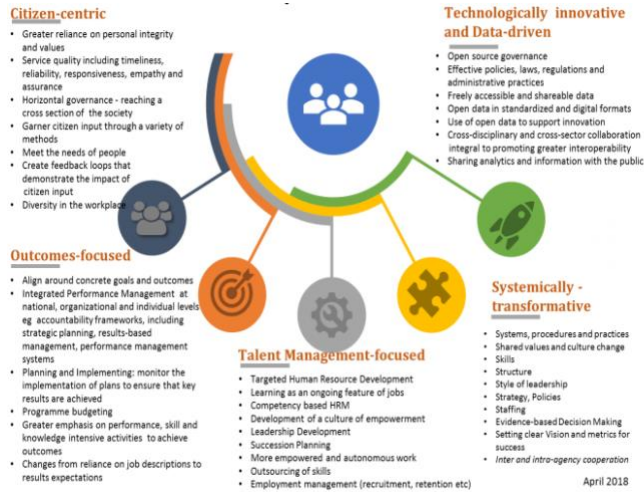 Citizen-centric
• Greater reliance on personal integrity
and values
• Service quality including timeliness,
reliability, responsiveness, empathy and
assurance
• Horizontal governance - reaching a
cross section of the society
• Garner citizen input through a variety of
methods
• Meet the needs of people
• Create feedback loops that
demonstrate the impact of
citizen input
• Diversity in the workplace
Technologically innovative
and Data-driven
• Open source governance
• Effective policies, laws, regulations and
administrative practices
• Freely accessible and shareable data
• Open data in standardized and digital formats
• Use of open data to support innovation
• Cross-disciplinary and cross-sector collaboration
integral to promoting greater interoperability
• Sharing analytics and information with the public
Outcomes-focused
• Align around concrete goals and outcomes
• Integrated Performance Management at
national, organizational and individual levels
eg accountability frameworks, including
strategic planning, results-based
management, performance management
systems
• Planning and Implementing: monitor the
implementation of plans to ensure that key
results are achieved
• Programme budgeting
• Greater emphasis on performance, skill and
knowledge intensive activities to achieve
outcomes
• Changes from reliance on job descriptions to
results expectations
Talent Management-focused
• Targeted Human Resource Development
• Learning as an ongoing feature of jobs
• Competency based HRM
• Development of a culture of empowerment
• Leadership Development
• Succession Planning
• More empowered and autonomous work
• Outsourcing of skills
• Employment management (recruitment, retention etc)
Systemically -
transformative
• Systems, procedures and practices
• Shared values and culture change
• Skills
• Structure
• Style of leadership
• Strategy, Policies
• Staffing
• Evidence-based Decision Making
• Setting clear Vision and metrics for
success
• Inter and intra-agency cooperation
April 2018